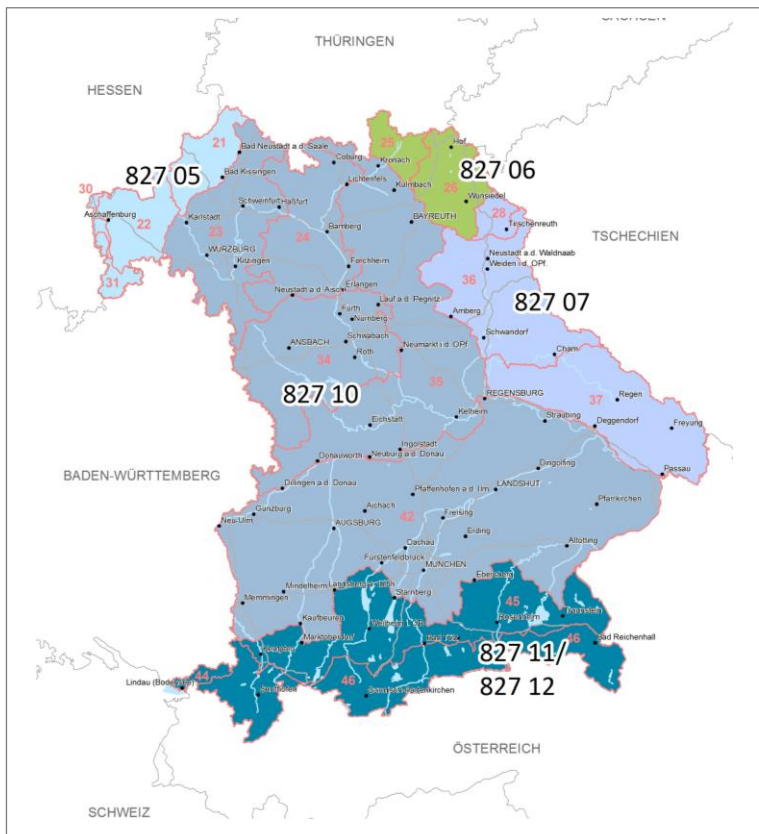 SACHSEN
THÜRINGEN
HESSEN
21
Bad Neustadt a.d. Saale
Coburg
25
Hof
Kronach
827 05
827 06
Bad Kissingen
Lichtenfels
Kulmbach
26
30
Wunsiedel
Schweinfurt
Haßfurt
Aschaffenburg
22
Karlstadt
23
28
BAYREUTH
Tirschenreuth
24
Bamberg
TSCHECHIEN
WÜRZBURG
Kitzingen
Forchheim
Neustadt a.d. Waldnaab
Weiden i.d. OPf.
31
36
Erlangen
Neustadt a.d. Aisch
Lauf a.d. Pegnitz
827 07
Fürth
Nürnberg
Amberg
Schwabach
Schwandorf
ANSBACH
Neumarkt i.d. OPf.
34
Roth
Cham
35
827 10
REGENSBURG
37
Regen
Kelheim
Straubing
Eichstätt
Deggendorf
Freyung
Ingolstadt
Donauwörth
Neuburg a.d. Donau
BADEN-WÜRTTEMBERG
Dingolfing
Passau
Dillingen a.d. Donau
Pfaffenhofen a.d. Ilm
LANDSHUT
Günzburg
Aichach
Pfarrkirchen
42
Freising
Neu-Ulm
AUGSBURG
Erding
Altötting
Dachau
Fürstenfeldbruck
MÜNCHEN
Ebersberg
Mindelheim
Starnberg
Memmingen
45
Traunstein
Kaufbeuren
Rosenheim
Marktoberdorf
46
Bad Reichenhall
827 11/
Lindau (Bodensee)
44
46
827 12
Sonthofen
ÖSTERREICH
SCHWEIZ